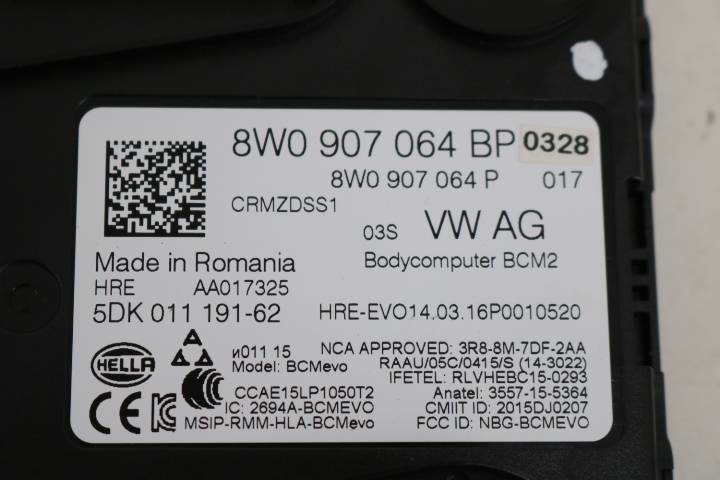 8W0 907 064 BP 0328
8W0 907 064 P 017
CRMZDSS1
03S VW AG
Made in Romania Bodycomputer BCM2
HRE AA017325
5DK 011 191-62 HRE-EVO14.03.16P0010520
HELLA
A
A A
и011 15 NCA APPROVED: 3R8-8M-7DF-2AA
Model: BCMevo RAAU/05C/0415/S (14-3022)
IFETEL: RLVHEBC15-0293
CCAE15LP1050T2 Anatel: 3557-15-5364
CE IC: 2694A-BCMEVO CMIIT ID: 2015DJ0207
MSIP-RMM-HLA-BCMevo FCC ID: NBG-BCMEVO